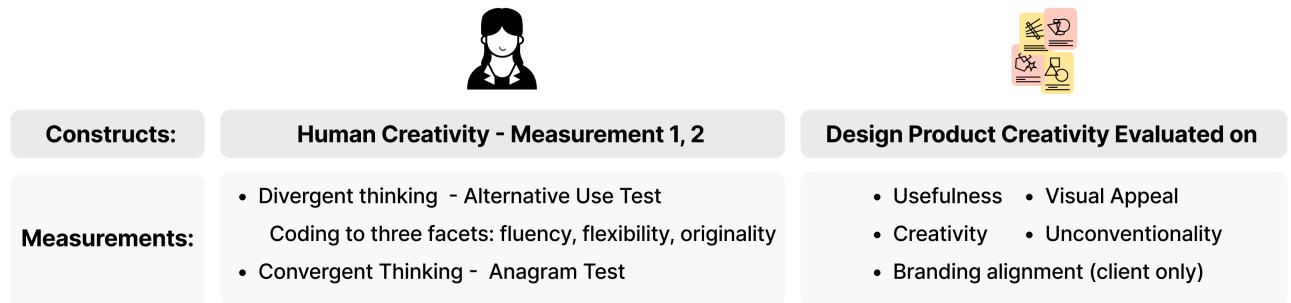 Constructs:
Human Creativity - Measurement 1, 2
Design Product Creativity Evaluated on
Measurements:
• Divergent thinking - Alternative Use Test
Coding to three facets: fluency, flexibility, originality
• Convergent Thinking - Anagram Test
• Usefulness • Visual Appeal
• Creativity • Unconventionality
• Branding alignment (client only)